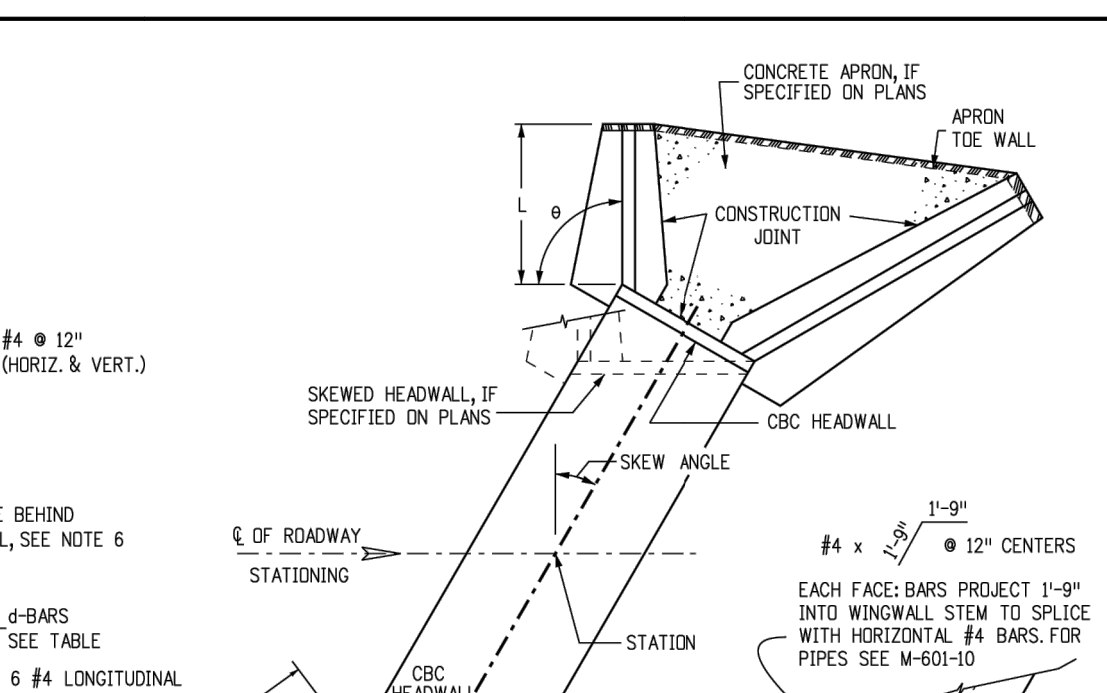 CONCRETE APRON, IF
SPECIFIED ON PLANS
APRON
TOE WALL
L
θ
CONSTRUCTION
JOINT
#4 @ 12"
(HORIZ. & VERT.)
SKEWED HEADWALL, IF
SPECIFIED ON PLANS
CBC HEADWALL
SKEW ANGLE
BEHIND
SEE NOTE 6
℄ OF ROADWAY
STATIONING
1'-9"
#4 x 1'-9" @ 12" CENTERS
EACH FACE: BARS PROJECT 1'-9"
INTO WINGWALL STEM TO SPLICE
WITH HORIZONTAL #4 BARS. FOR
PIPES SEE M-601-10
d-BARS
SEE TABLE
STATION
6 #4 LONGITUDINAL
CBC
HEADWALL